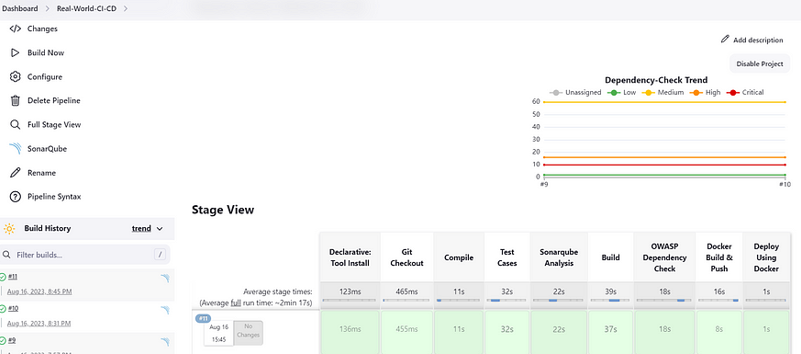 Dashboard > Real-World-CI-CD >
Changes
Build Now
Configure
Delete Pipeline
Full Stage View
SonarQube
Rename
Pipeline Syntax
Build History trend
Filter builds... /
#11
Aug 16, 2023, 8:45 PM
#10
Aug 16, 2023, 8:31 PM
#9
Add description
Disable Project
Dependency-Check Trend
Unassigned Low Medium High Critical
60
50
40
30
20
10
0
#9 #10
Stage View
Declarative: Tool Install
Git Checkout
Compile
Test Cases
Sonarqube Analysis
Build
OWASP Dependency Check
Docker Build & Push
Deploy Using Docker
Average stage times:
(Average full run time: ~2min 17s)
123ms 465ms 11s 32s 22s 39s 18s 16s 1s
#11
Aug 16
15:45
No Changes
136ms 455ms 11s 32s 22s 37s 18s 8s 1s